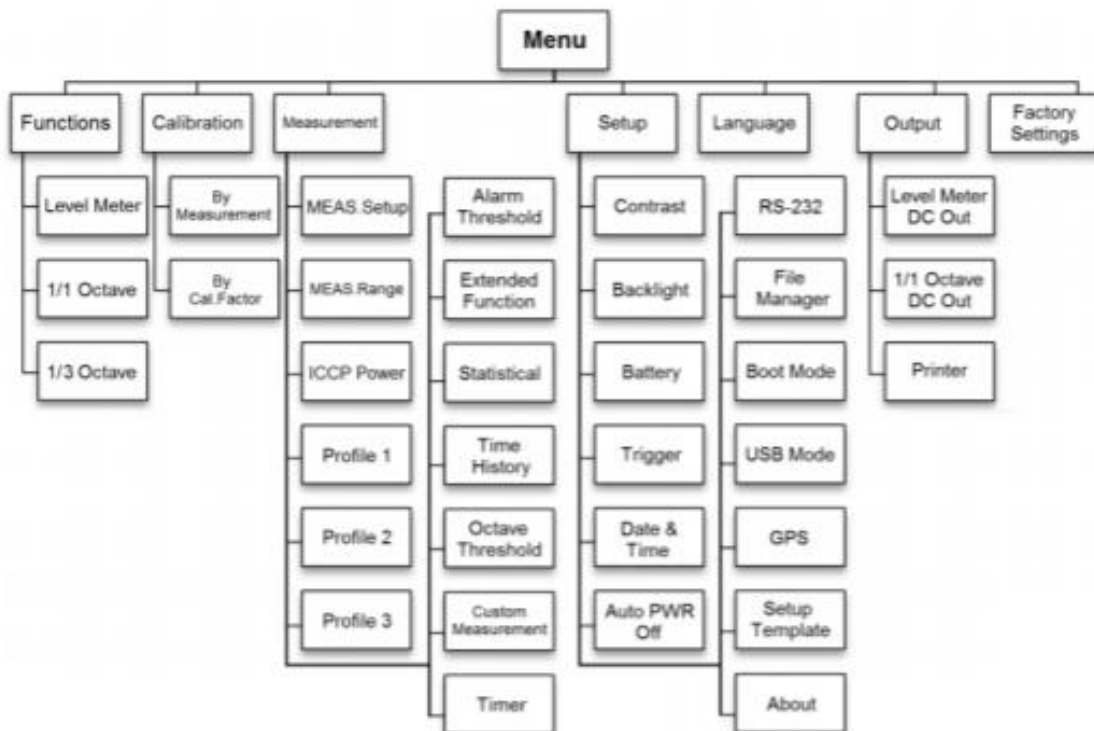 Menu
Functions
Calibration
Measurement
Setup
Language
Output
Factory
Settings
Level Meter
1/1 Octave
1/3 Octave
By
Measurement
By
Cal.Factor
MEAS.Setup
MEAS.Range
ICCP Power
Profile 1
Profile 2
Profile 3
Alarm
Threshold
Extended
Function
Statistical
Time
History
Octave
Threshold
Custom
Measurement
Timer
Contrast
Backlight
Battery
Trigger
Date &
Time
Auto PWR
Off
RS-232
File
Manager
Boot Mode
USB Mode
GPS
Setup
Template
About
Level Meter
DC Out
1/1 Octave
DC Out
Printer